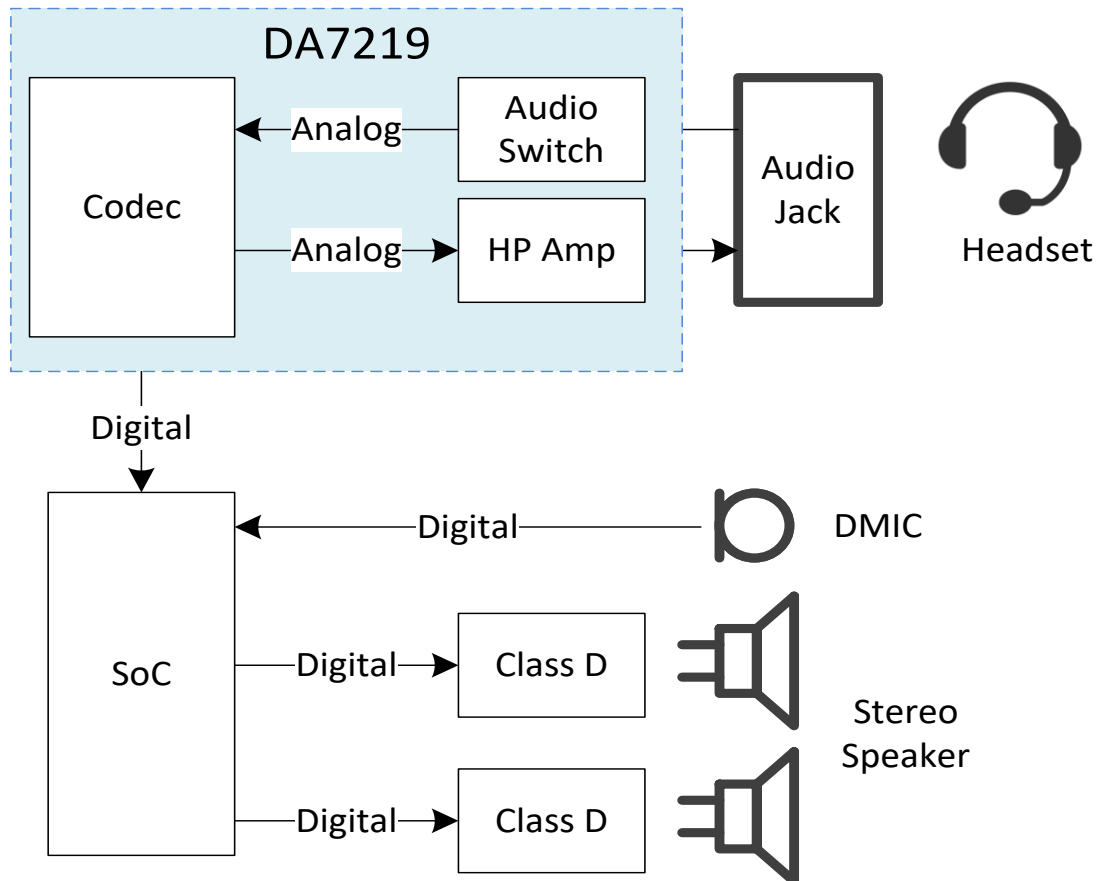 DA7219
Analog
Audio
Switch
Codec
Audio
Jack
Analog
HP Amp
Headset
Digital
Digital
DMIC
SoC
Digital
Class D
Stereo
Speaker
Digital
Class D